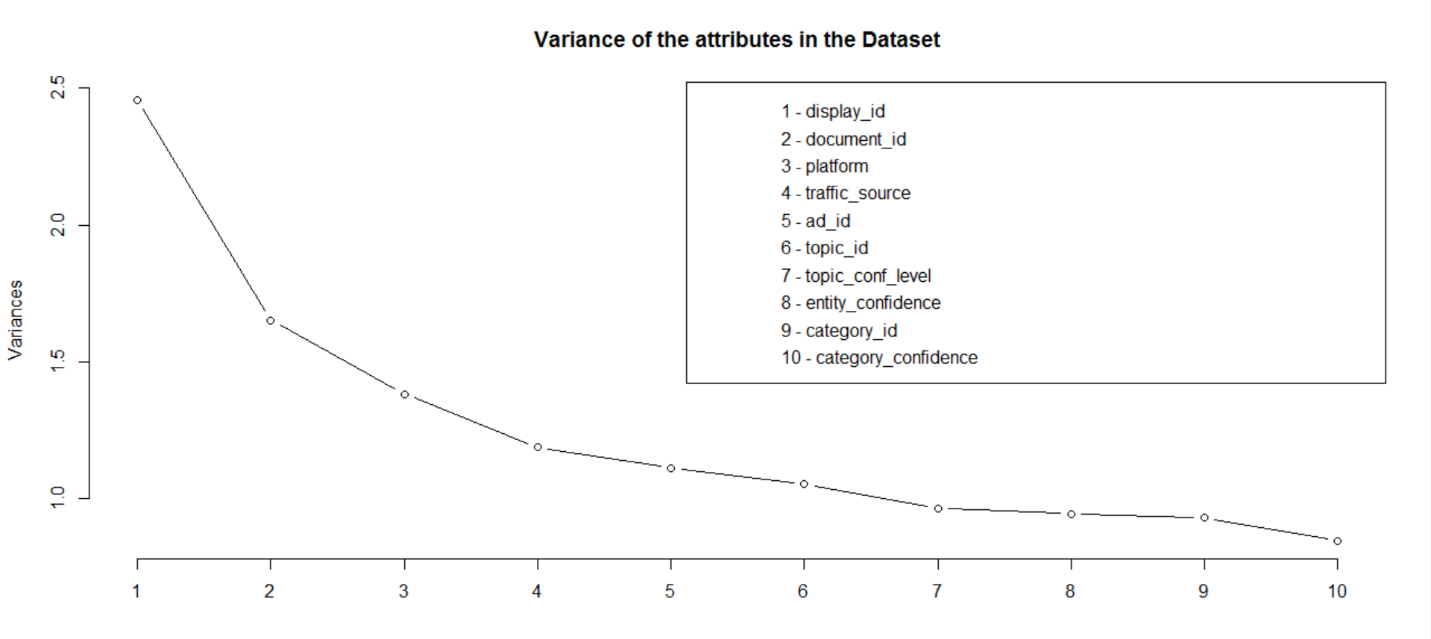 Variance of the attributes in the Dataset
2.5
2.0
1.5
1.0
Variances
1 - display_id
2 - document_id
3 - platform
4 - traffic_source
5 - ad_id
6 - topic_id
7 - topic_conf_level
8 - entity_confidence
9 - category_id
10 - category_confidence
1 2 3 4 5 6 7 8 9 10